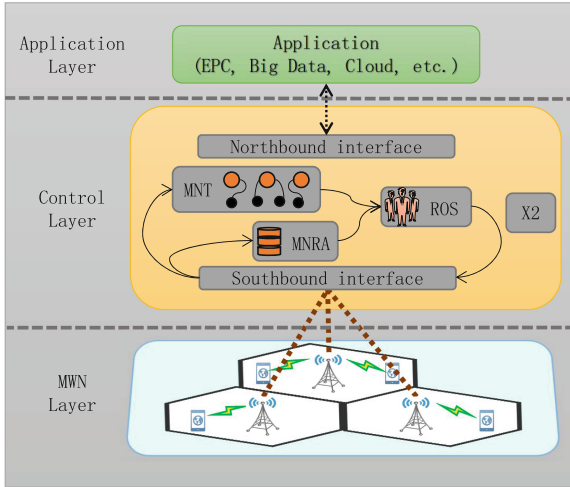 Application
Layer
Application
(EPC, Big Data, Cloud, etc.)
Control
Layer
Northbound interface
MNT
ROS
X2
MNRA
Southbound interface
MWN
Layer